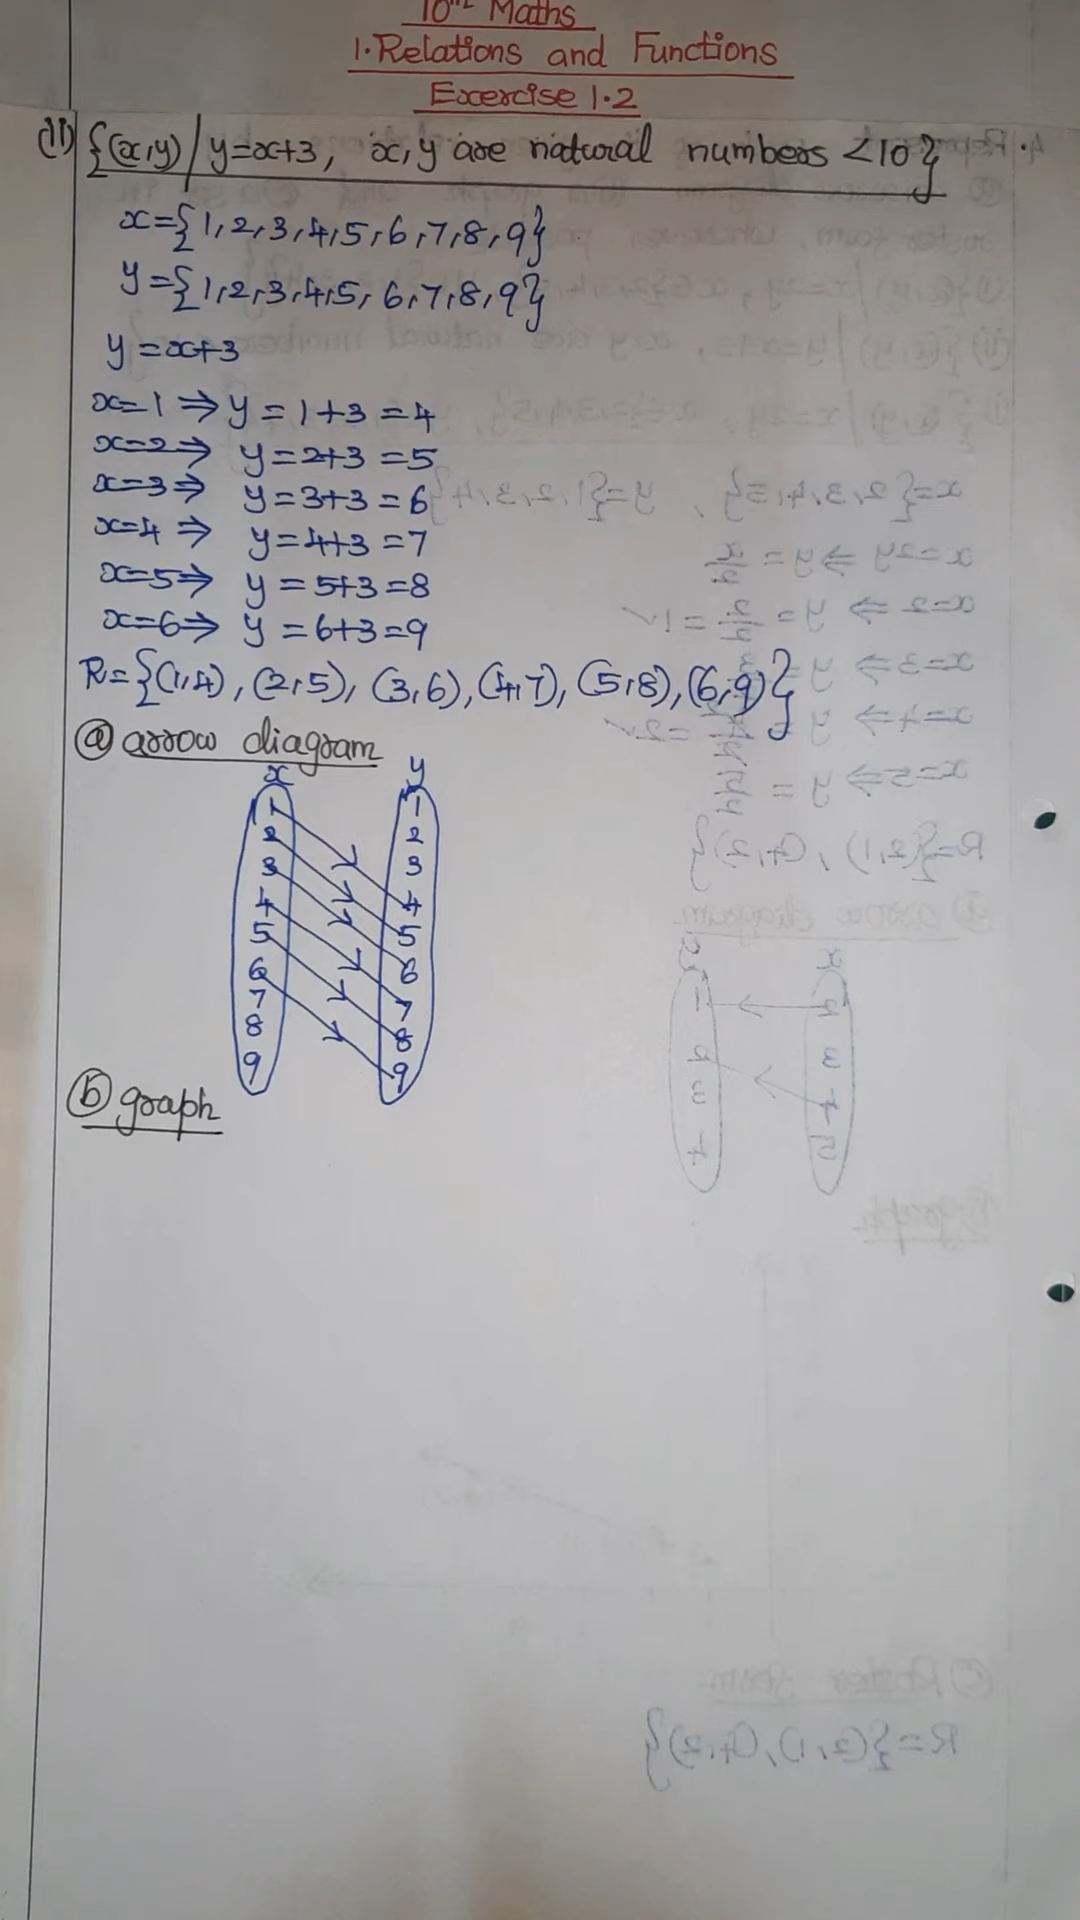 10th Maths
1. Relations and Functions
Exercise 1.2
(ii) {(x,y) / y=x+3, x,y are natural numbers <10}
x={1,2,3,4,5,6,7,8,9}
y={1,2,3,4,5,6,7,8,9}
y=x+3
x=1 ⇒ y=1+3=4
x=2 ⇒ y=2+3=5
x=3 ⇒ y=3+3=6
x=4 ⇒ y=4+3=7
x=5 ⇒ y=5+3=8
x=6 ⇒ y=6+3=9
R={(1,4), (2,5), (3,6), (4,7), (5,8), (6,9)}
ⓐ arrow diagram
x y
1 1
2 2
3 3
4 4
5 5
6 6
7 7
8 8
9 9
ⓑ graph